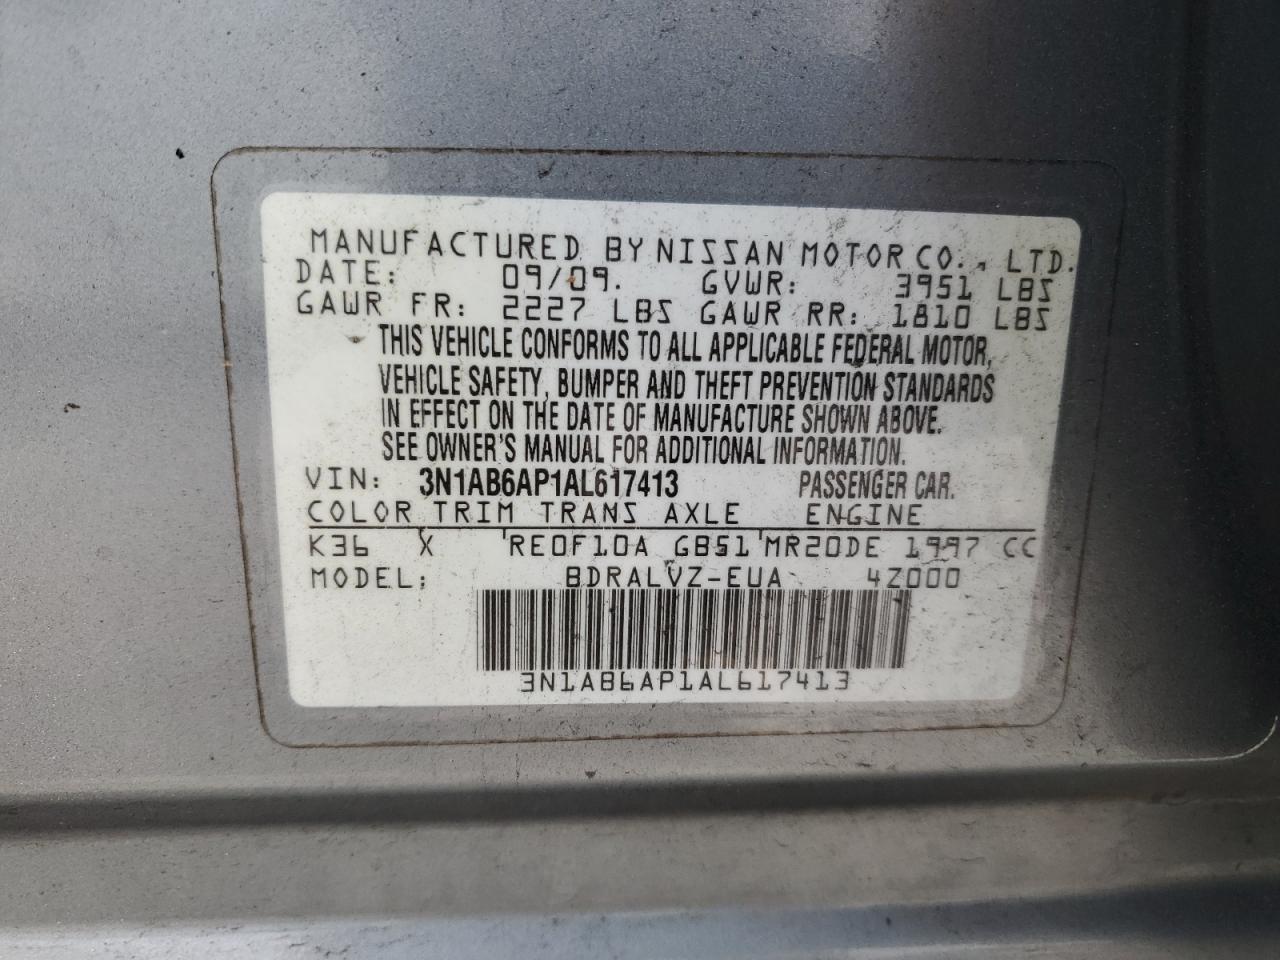 MANUFACTURED BY NISSAN MOTOR CO., LTD.
DATE: 09/09. GVWR: 3951 LBS
GAWR FR: 2227 LBS GAWR RR: 1810 LBS
THIS VEHICLE CONFORMS TO ALL APPLICABLE FEDERAL MOTOR,
VEHICLE SAFETY, BUMPER AND THEFT PREVENTION STANDARDS
IN EFFECT ON THE DATE OF MANUFACTURE SHOWN ABOVE.
SEE OWNER'S MANUAL FOR ADDITIONAL INFORMATION.
VIN: 3N1AB6AP1AL617413 PASSENGER CAR.
COLOR TRIM TRANS AXLE ENGINE
K36 X RE0F10A GB51 MR20DE 1997 CC
MODEL: BDRALVZ-EUA 4Z000
3N1AB6AP1AL617413